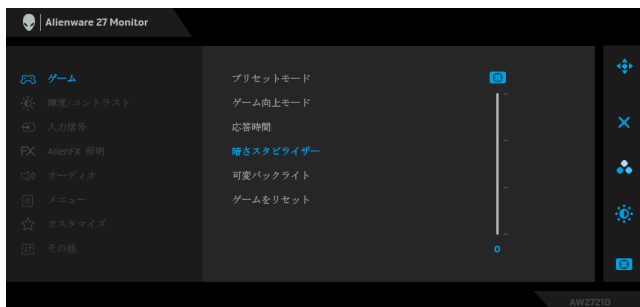 Alienware 27 Monitor
ゲーム
輝度/コントラスト
入力信号
AlienFX 照明
オーディオ
メニュー
カスタマイズ
その他
プリセットモード
ゲーム向上モード
応答時間
暗さスタビライザー
可変バックライト
ゲームをリセット
0
AW2721D